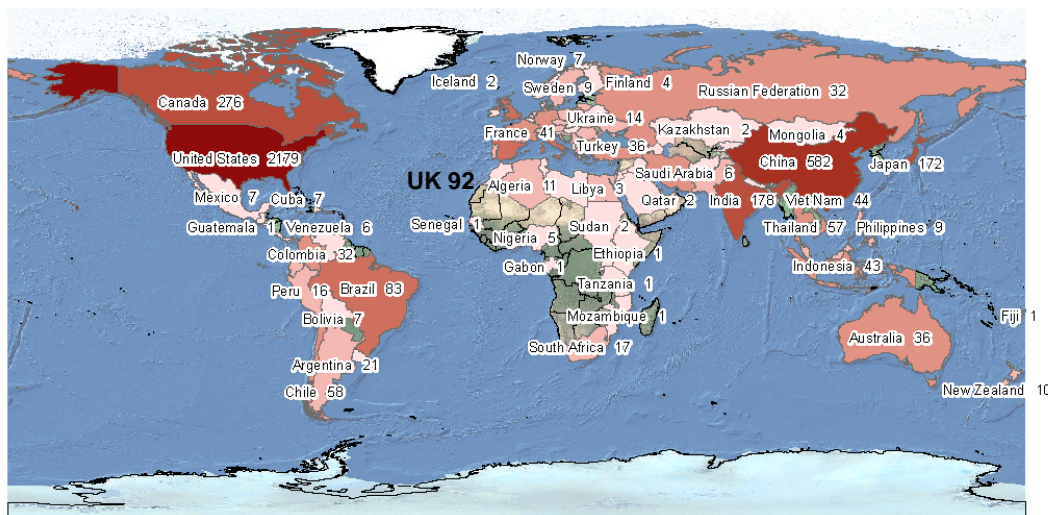 Norway 7
Iceland 2
Sweden 9
Finland 4
Russian Federation 32
Canada 276
Ukraine 14
Kazakhstan 2
Mongolia 4
France 41
Turkey 36
United States 2179
China 582
Japan 172
Saudi Arabia 6
UK 92
Algeria 11
Libya 3
Qatar 2
India 178
Viet Nam 44
Mexico 7
Cuba 7
Guatemala 1
Venezuela 6
Senegal 1
Nigeria 5
Sudan 2
Thailand 57
Philippines 9
Colombia 32
Ethiopia 1
Gabon 1
Indonesia 43
Peru 16
Brazil 83
Tanzania 1
Bolivia 7
Mozambique 1
Fiji 1
South Africa 17
Australia 36
Argentina 21
Chile 58
New Zealand 10